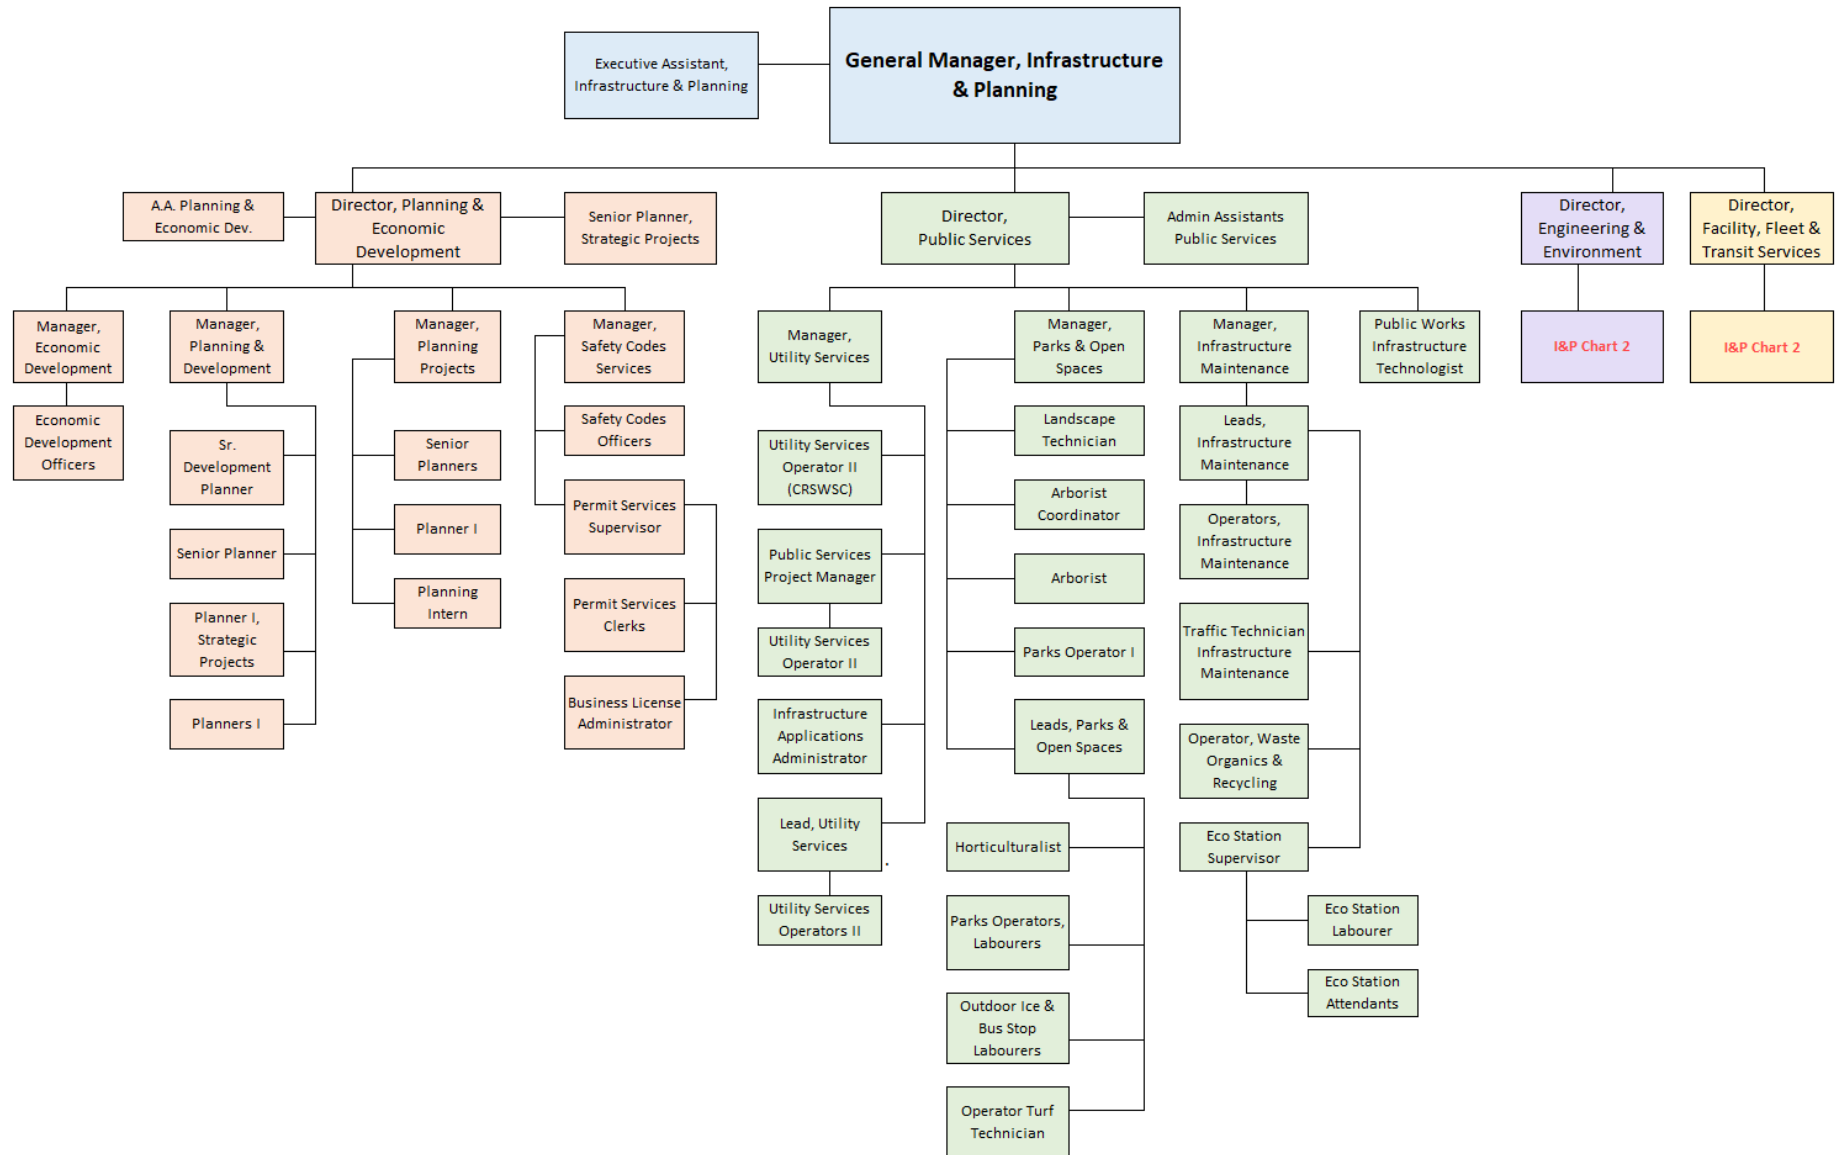 Executive Assistant,
Infrastructure & Planning
General Manager, Infrastructure
& Planning
A.A. Planning &
Economic Dev.
Director, Planning &
Economic
Development
Senior Planner,
Strategic Projects
Director,
Public Services
Admin Assistants
Public Services
Director,
Engineering &
Environment
Director,
Facility, Fleet &
Transit Services
Manager,
Economic
Development
Manager,
Planning &
Development
Manager,
Planning
Projects
Manager,
Safety Codes
Services
Manager,
Utility Services
Manager,
Parks & Open
Spaces
Manager,
Infrastructure
Maintenance
Public Works
Infrastructure
Technologist
I&P Chart 2
I&P Chart 2
Economic
Development
Officers
Sr.
Development
Planner
Senior Planner
Planner I,
Strategic
Projects
Planners I
Senior
Planners
Planner I
Planning
Intern
Safety Codes
Officers
Permit Services
Supervisor
Permit Services
Clerks
Business License
Administrator
Utility Services
Operator II
(CRSWSC)
Public Services
Project Manager
Utility Services
Operator II
Infrastructure
Applications
Administrator
Lead, Utility
Services
.
Utility Services
Operators II
Landscape
Technician
Arborist
Coordinator
Arborist
Parks Operator I
Leads, Parks &
Open Spaces
Horticulturalist
Parks Operators,
Labourers
Outdoor Ice &
Bus Stop
Labourers
Operator Turf
Technician
Leads,
Infrastructure
Maintenance
Operators,
Infrastructure
Maintenance
Traffic Technician
Infrastructure
Maintenance
Operator, Waste
Organics &
Recycling
Eco Station
Supervisor
Eco Station
Labourer
Eco Station
Attendants